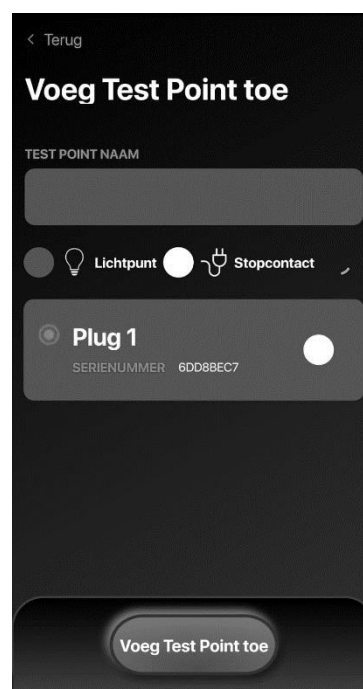 < Terug
Voeg Test Point toe
TEST POINT NAAM
Lichtpunt Stopcontact
Plug 1
SERIENUMMER 6DD8BEC7
Voeg Test Point toe